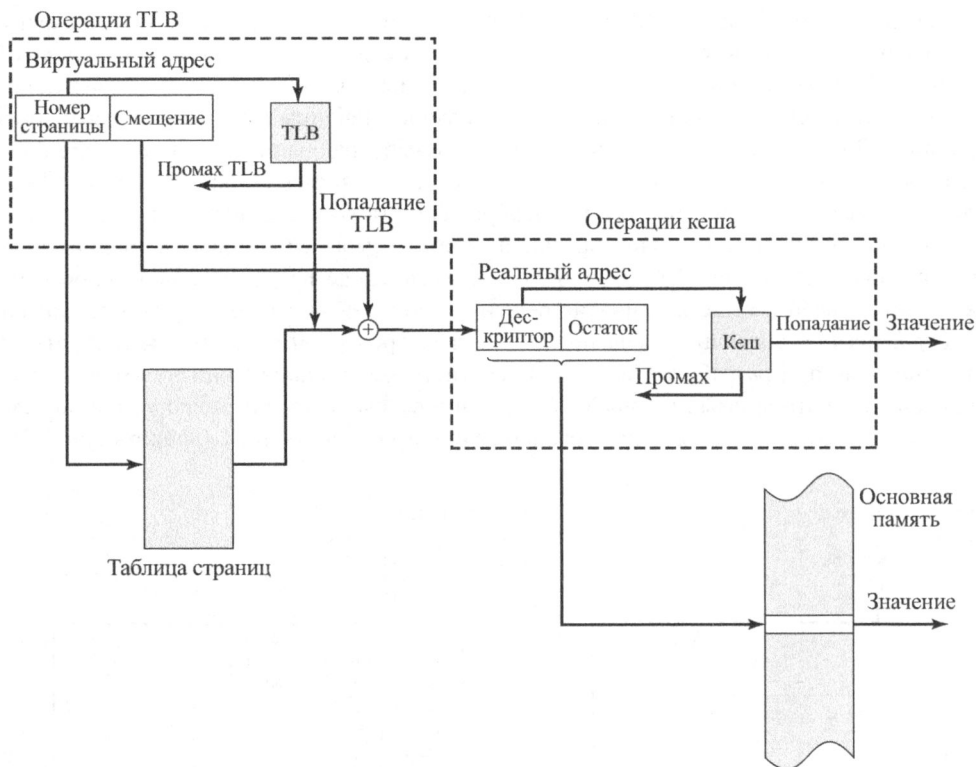 Операции TLB
Виртуальный адрес
Номер
страницы
Смещение
TLB
Промах TLB
Попадание
TLB
Операции кеша
Реальный адрес
Дес-
криптор
Остаток
Кеш
Попадание
Значение
Промах
Таблица страниц
Основная
память
Значение